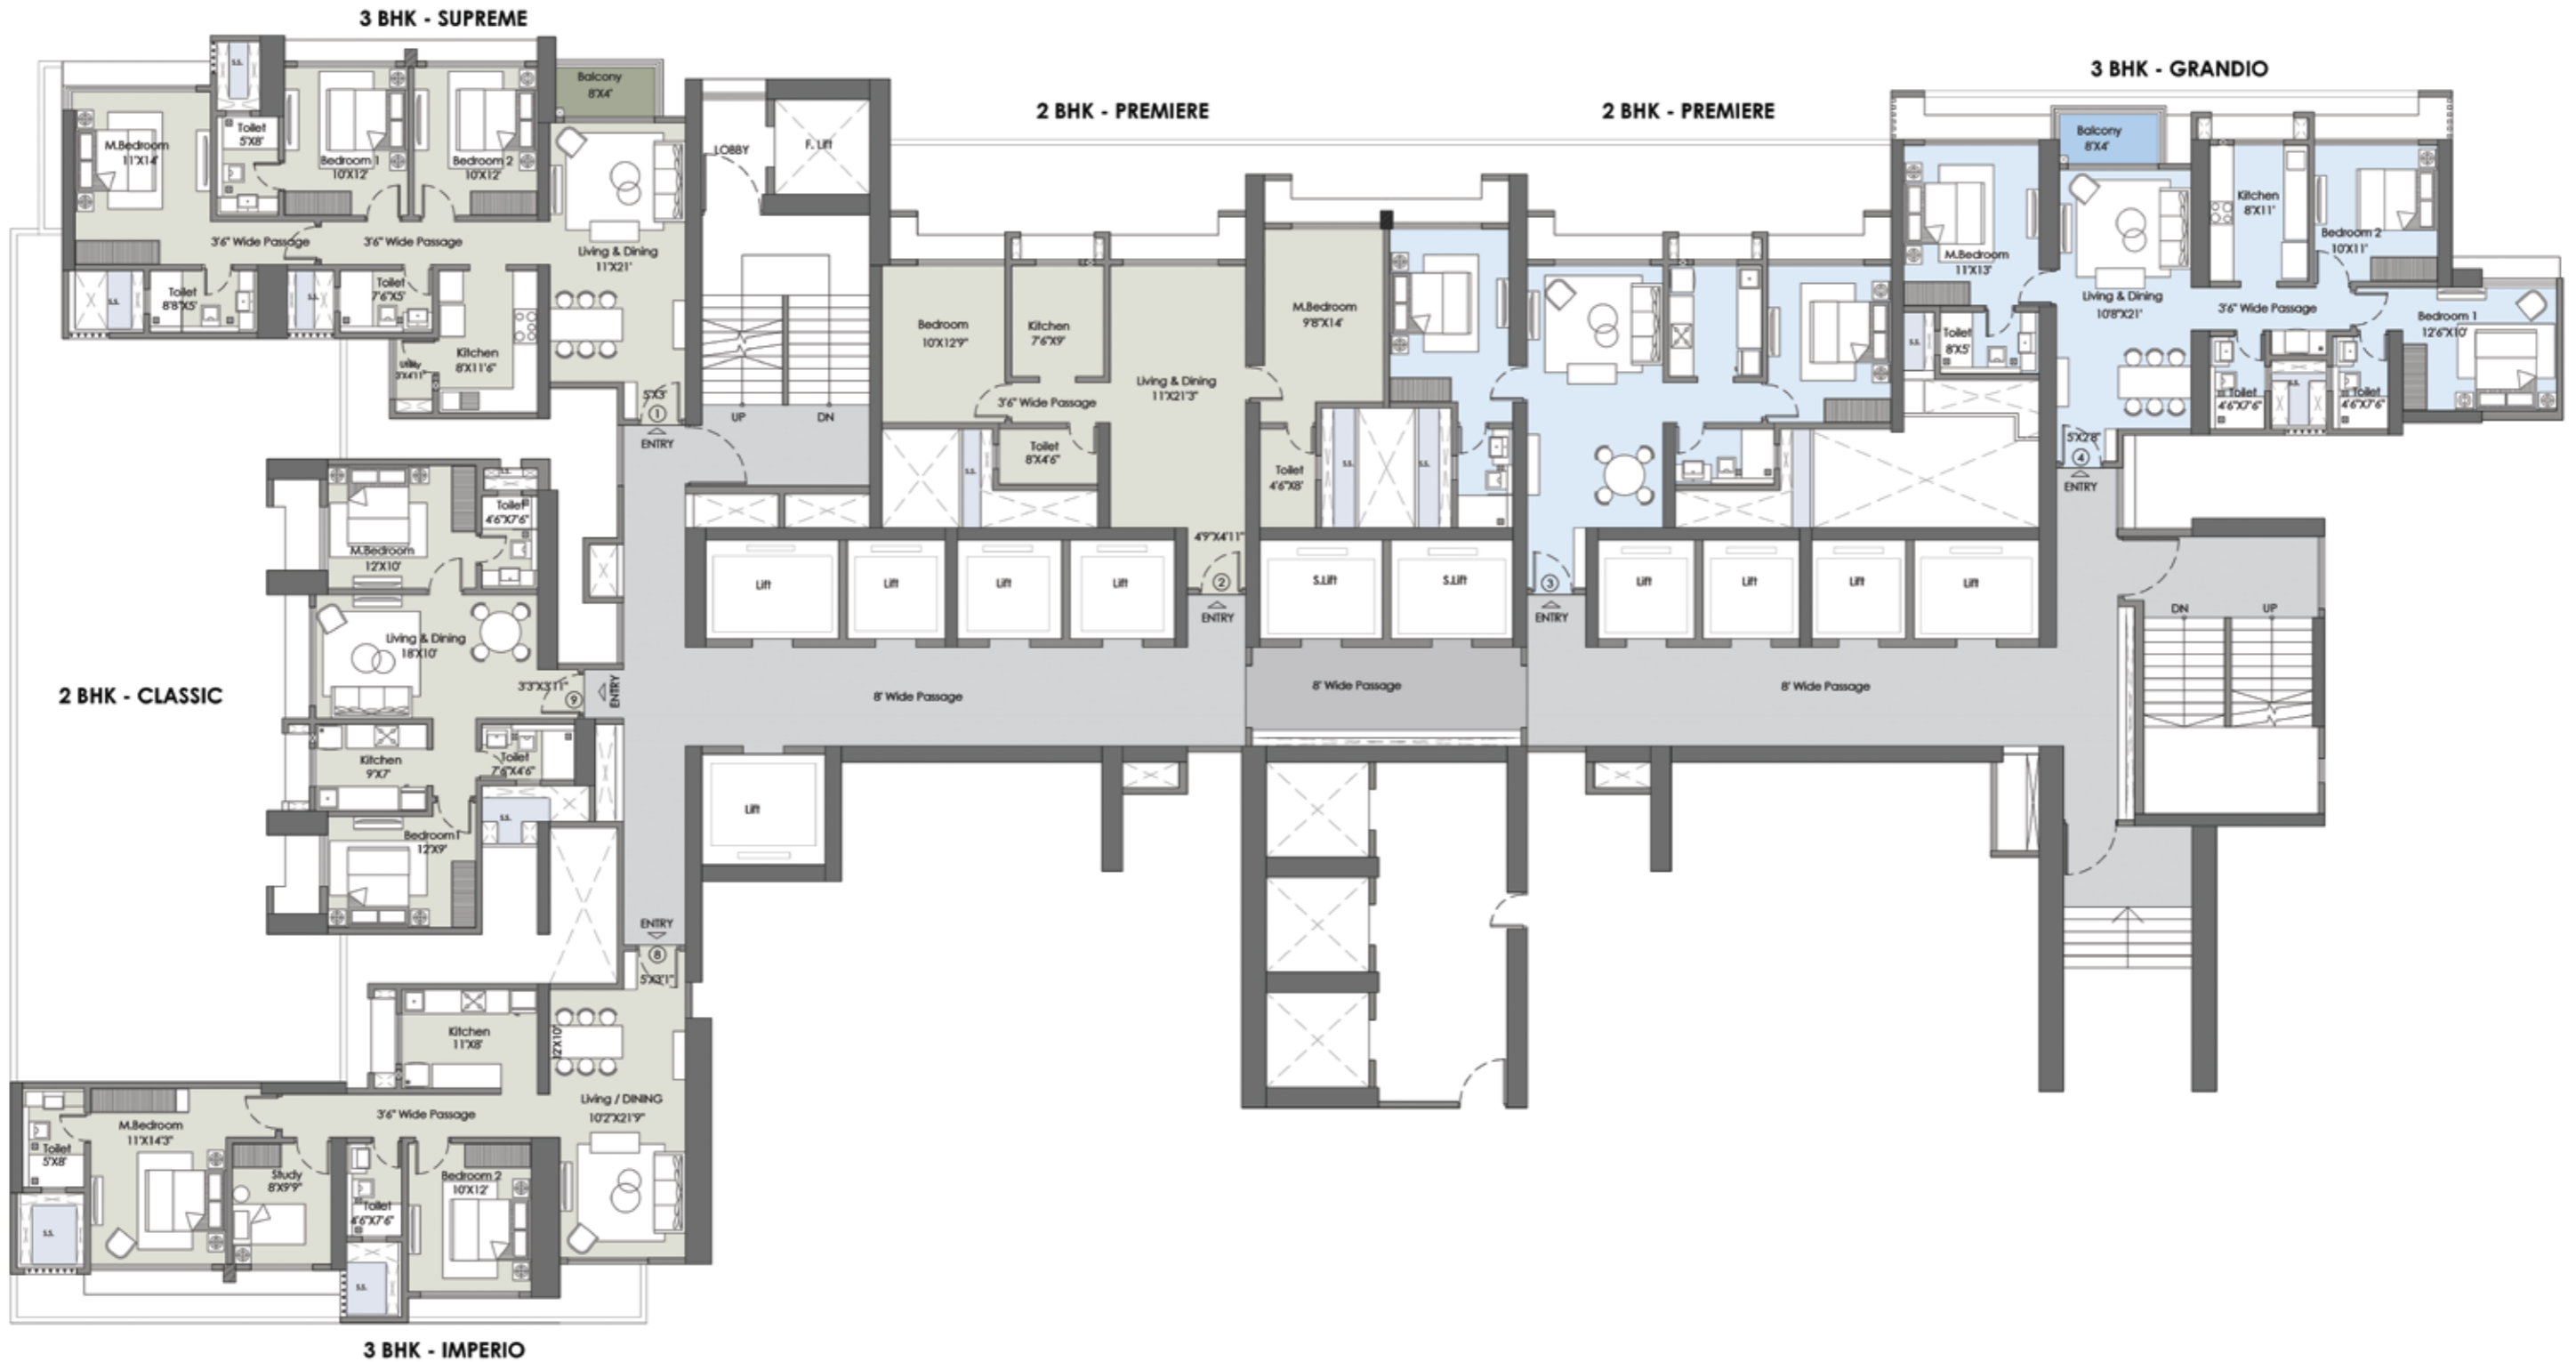 3 BHK - SUPREME
S.S.
Balcony
8'X4'
M.Bedroom
11'X14'
Toilet
5'X8'
Bedroom 1
10'X12'
Bedroom 2
10'X12'
3'6" Wide Passage
3'6" Wide Passage
Living & Dining
11'X21'
S.S.
Toilet
8'8"X5'
S.S.
Toilet
7'6"X5'
Kitchen
8'X11'6"
Utility
3'X4'11"
5'X3'
1
ENTRY
LOBBY
F. Lift
UP
DN
2 BHK - PREMIERE
Bedroom
10'X12'9"
Kitchen
7'6"X9'
Living & Dining
11'X21'3"
3'6" Wide Passage
M.Bedroom
9'8"X14'
S.S.
Toilet
8'X4'6"
Toilet
4'6"X8'
4'9"X4'11"
2
ENTRY
S.S.
S.S.
2 BHK - PREMIERE
3
ENTRY
3 BHK - GRANDIO
Balcony
8'X4'
M.Bedroom
11'X13'
Kitchen
8'X11'
Bedroom 2
10'X11'
Living & Dining
10'8"X21'
3'6" Wide Passage
Bedroom 1
12'6"X10'
S.S.
Toilet
8'X5'
Toilet
4'6"X7'6"
S.S.
Toilet
4'6"X7'6"
5'X2'8"
4
ENTRY
DN
UP
Lift
Lift
Lift
Lift
S.Lift
S.Lift
Lift
Lift
Lift
Lift
8' Wide Passage
8' Wide Passage
8' Wide Passage
Lift
2 BHK - CLASSIC
S.S.
Toilet
4'6"X7'6"
M.Bedroom
12'X10'
Living & Dining
18'X10'
3'3"X3'11"
9
ENTRY
Kitchen
9'X7'
Toilet
7'6"X4'6"
S.S.
Bedroom1
12'X9'
ENTRY
8
5'X3'1"
Kitchen
11'X8'
12'X10'
Living / DINING
10'2"X21'9"
3'6" Wide Passage
M.Bedroom
11'X14'3"
Toilet
5'X8'
Study
8'X9'9"
Bedroom 2
10'X12'
Toilet
4'6"X7'6"
S.S.
S.S.
3 BHK - IMPERIO